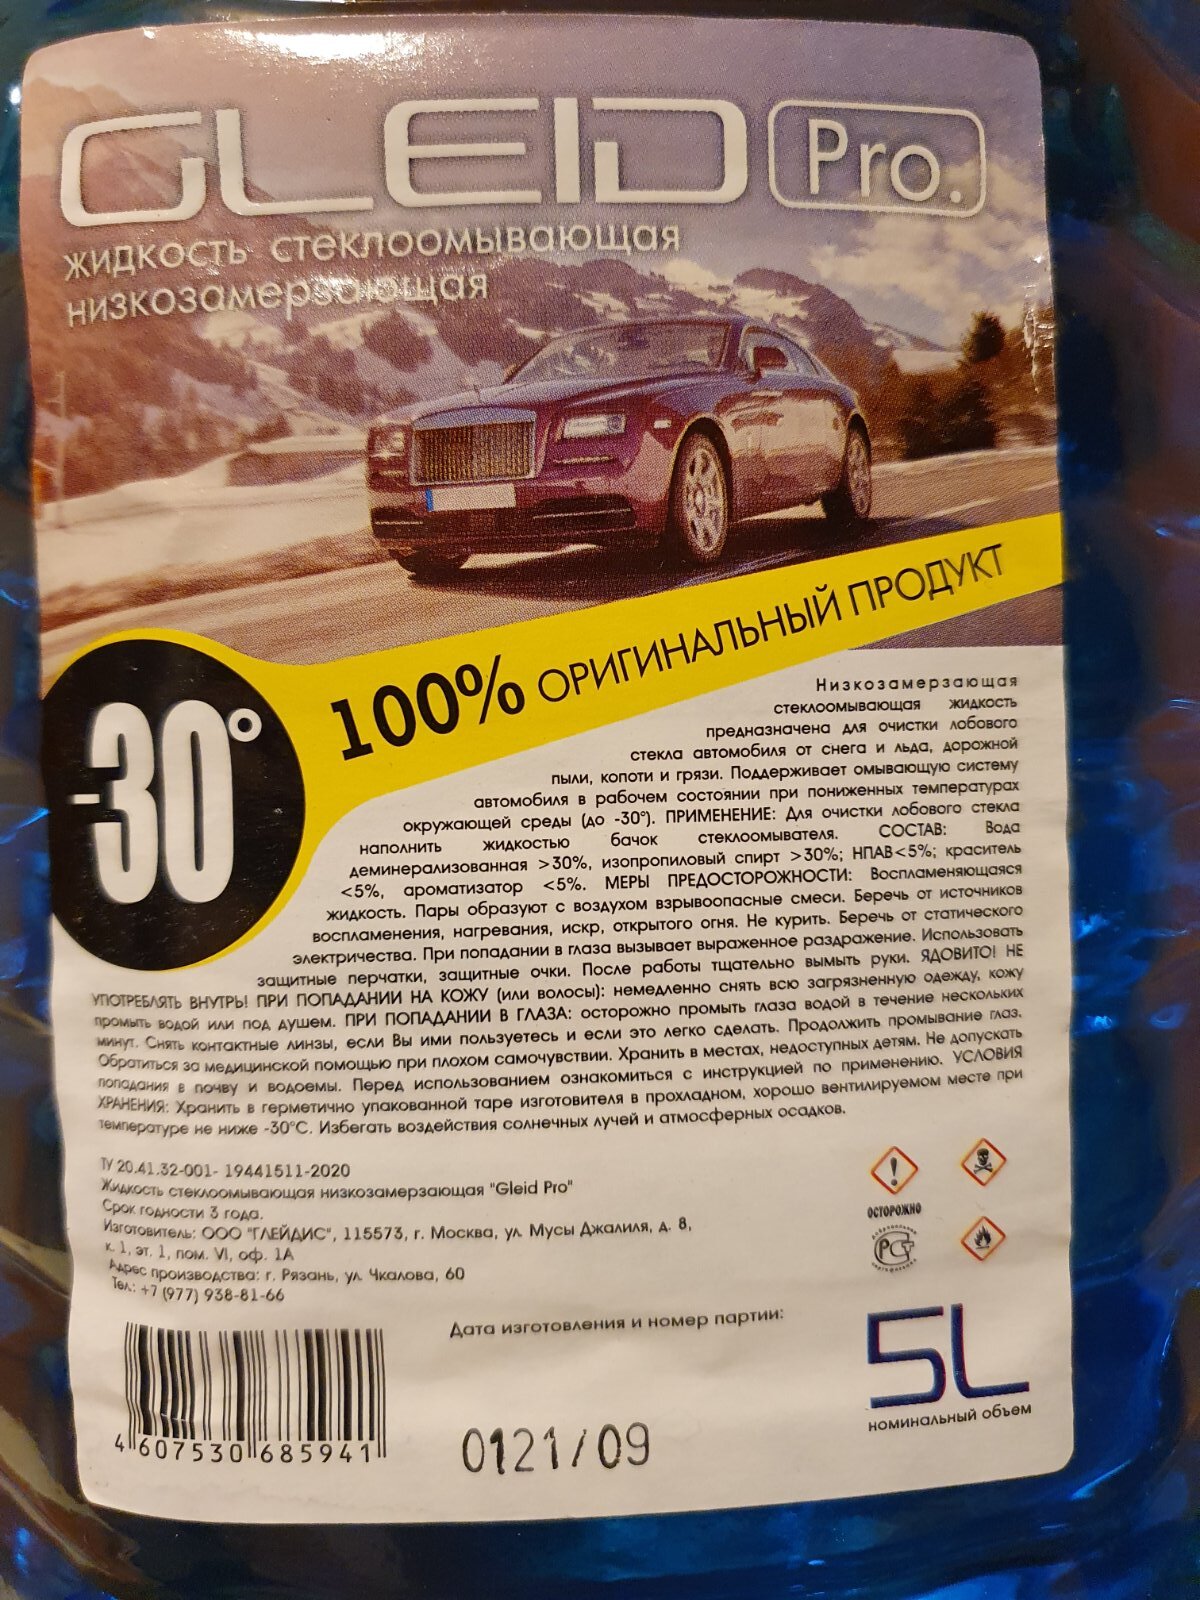 GLEID Pro.
жидкость стеклоомывающая
низкозамерзающая
-30°
100% ОРИГИНАЛЬНЫЙ ПРОДУКТ
Низкозамерзающая
стеклоомывающая жидкость
предназначена для очистки лобового
стекла автомобиля от снега и льда, дорожной
пыли, копоти и грязи. Поддерживает омывающую систему
автомобиля в рабочем состоянии при пониженных температурах
окружающей среды (до -30°). ПРИМЕНЕНИЕ: Для очистки лобового стекла
наполнить жидкостью бачок стеклоомывателя. СОСТАВ: Вода
деминерализованная >30%, изопропиловый спирт >30%; НПАВ<5%; краситель
<5%, ароматизатор <5%. МЕРЫ ПРЕДОСТОРОЖНОСТИ: Воспламеняющаяся
жидкость. Пары образуют с воздухом взрывоопасные смеси. Беречь от источников
воспламенения, нагревания, искр, открытого огня. Не курить. Беречь от статического
электричества. При попадании в глаза вызывает выраженное раздражение. Использовать
защитные перчатки, защитные очки. После работы тщательно вымыть руки. ЯДОВИТО! НЕ
УПОТРЕБЛЯТЬ ВНУТРЬ! ПРИ ПОПАДАНИИ НА КОЖУ (или волосы): немедленно снять всю загрязненную одежду, кожу
промыть водой или под душем. ПРИ ПОПАДАНИИ В ГЛАЗА: осторожно промыть глаза водой в течение нескольких
минут. Снять контактные линзы, если Вы ими пользуетесь и если это легко сделать. Продолжить промывание глаз.
Обратиться за медицинской помощью при плохом самочувствии. Хранить в местах, недоступных детям. Не допускать
попадания в почву и водоемы. Перед использованием ознакомиться с инструкцией по применению. УСЛОВИЯ
ХРАНЕНИЯ: Хранить в герметично упакованной таре изготовителя в прохладном, хорошо вентилируемом месте при
температуре не ниже -30°С. Избегать воздействия солнечных лучей и атмосферных осадков.
ТУ 20.41.32-001- 19441511-2020
Жидкость стеклоомывающая низкозамерзающая "Gleid Pro"
Срок годности 3 года.
Изготовитель: ООО "ГЛЕЙДИС", 115573, г. Москва, ул. Мусы Джалиля, д. 8,
к. 1, эт. 1, пом. VI, оф. 1А
Адрес производства: г. Рязань, ул. Чкалова, 60
Тел.: +7 (977) 938-81-66
ОСТОРОЖНО
добровольная
РСТ
сертификация
Дата изготовления и номер партии:
0121/09
5L
номинальный объем
4 607530 685941